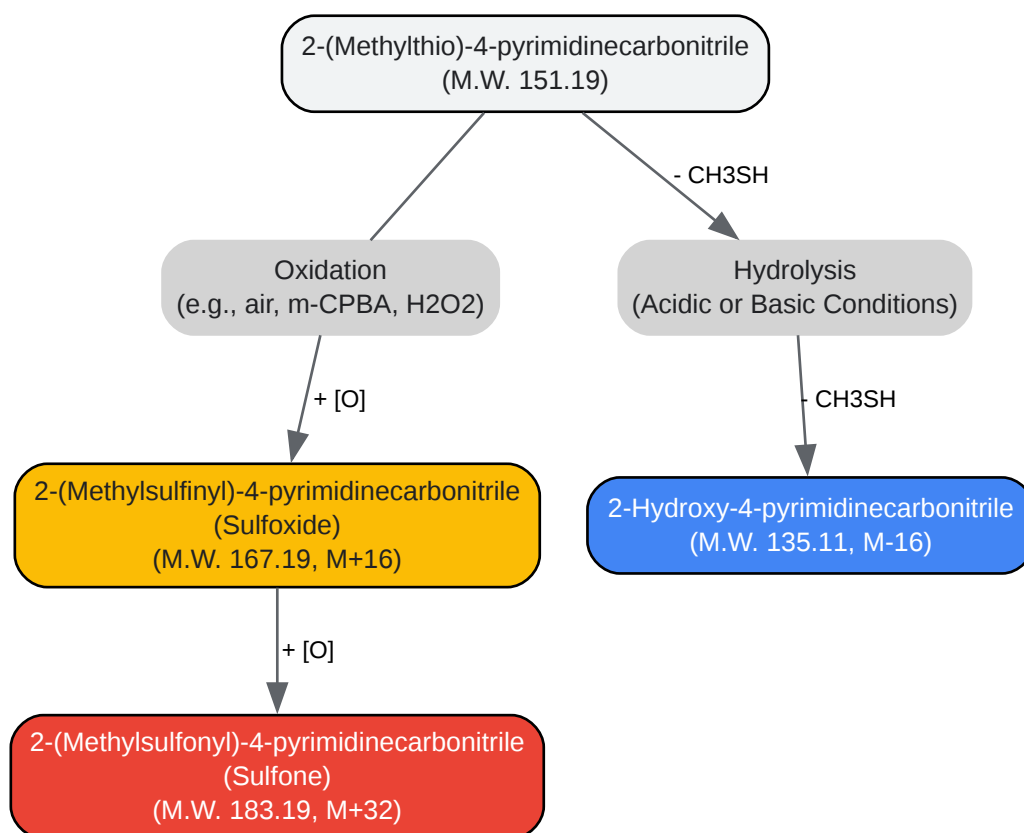 2-(Methylthio)-4-pyrimidinecarbonitrile
(M.W. 151.19)
- CH3SH
Oxidation
(e.g., air, m-CPBA, H2O2)
Hydrolysis
(Acidic or Basic Conditions)
+ [O]
- CH3SH
2-(Methylsulfinyl)-4-pyrimidinecarbonitrile
(Sulfoxide)
(M.W. 167.19, M+16)
2-Hydroxy-4-pyrimidinecarbonitrile
(M.W. 135.11, M-16)
+ [O]
2-(Methylsulfonyl)-4-pyrimidinecarbonitrile
(Sulfone)
(M.W. 183.19, M+32)